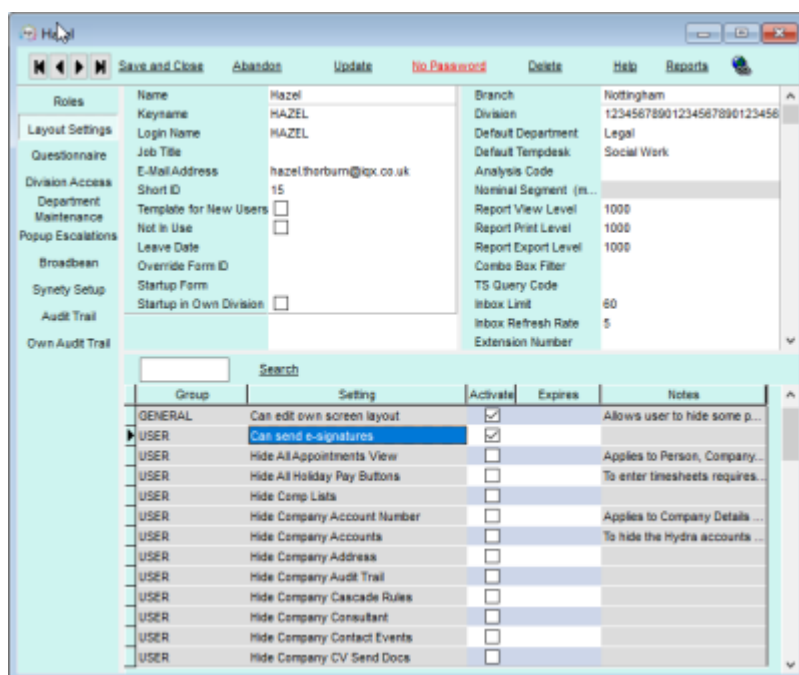 Hazel
Save and Close Abandon Update No Password Delete Help Reports
Roles
Layout Settings
Questionnaire
Division Access
Department
Maintenance
Popup Escalations
Broadbean
Synety Setup
Audit Trail
Own Audit Trail
Name Hazel
Keyname HAZEL
Login Name HAZEL
Job Title
E-Mail Address hazel.thorburn@iqx.co.uk
Short ID 15
Template for New Users
Not In Use
Leave Date
Override Form ID
Startup Form
Startup in Own Division
Branch Nottingham
Division 12345678901234567890123456
Default Department Legal
Default Tempdesk Social Work
Analysis Code
Nominal Segment (m...
Report View Level 1000
Report Print Level 1000
Report Export Level 1000
Combo Box Filter
TS Query Code
Inbox Limit 60
Inbox Refresh Rate 5
Extension Number
Search
Group Setting Activate Expires Notes
GENERAL Can edit own screen layout Allows user to hide some p...
USER Can send e-signatures
USER Hide All Appointments View Applies to Person, Company...
USER Hide All Holiday Pay Buttons To enter timesheets requires...
USER Hide Comp Lists
USER Hide Company Account Number Applies to Company Details ...
USER Hide Company Accounts To hide the Hydra accounts ...
USER Hide Company Address
USER Hide Company Audit Trail
USER Hide Company Cascade Rules
USER Hide Company Consultant
USER Hide Company Contact Events
USER Hide Company CV Send Docs